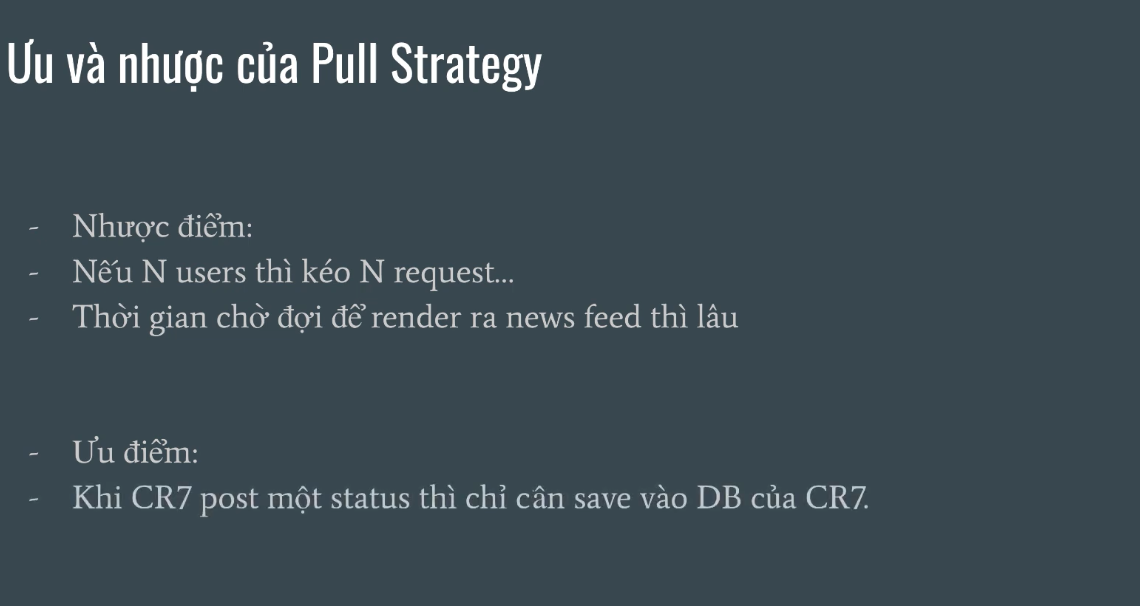 Ưu và nhược của Pull Strategy
- Nhược điểm:
- Nếu N users thì kéo N request...
- Thời gian chờ đợi để render ra news feed thì lâu
- Ưu điểm:
- Khi CR7 post một status thì chỉ cân save vào DB của CR7.